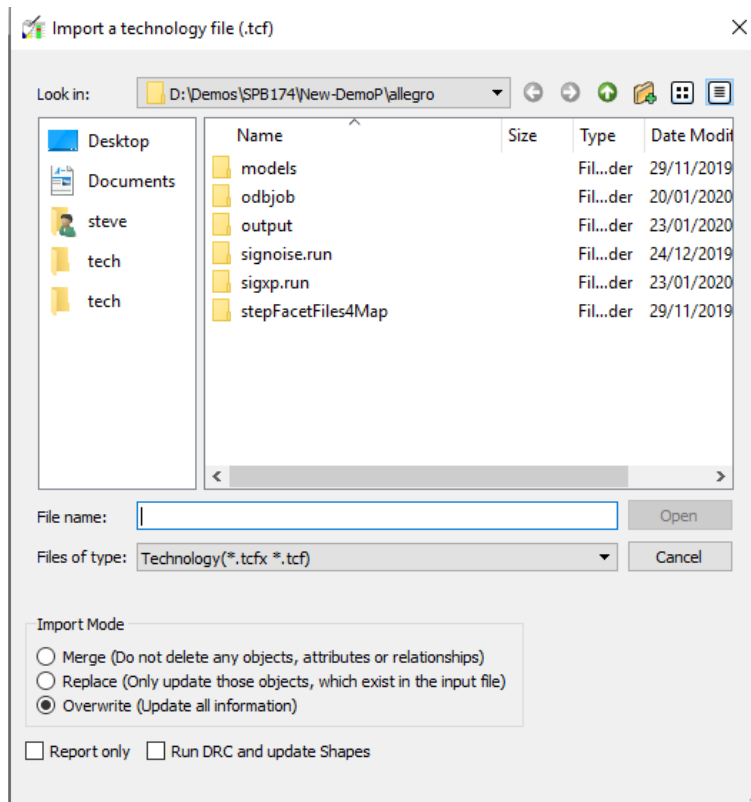 Import a technology file (.tcf)
Look in: D:\Demos\SPB174\New-DemoP\allegro
Desktop
Documents
steve
tech
tech
Name Size Type Date Modif
models Fil...der 29/11/2019
odbjob Fil...der 20/01/2020
output Fil...der 23/01/2020
signoise.run Fil...der 24/12/2019
sigxp.run Fil...der 23/01/2020
stepFacetFiles4Map Fil...der 29/11/2019
File name: Open
Files of type: Technology(*.tcfx *.tcf) Cancel
Import Mode
Merge (Do not delete any objects, attributes or relationships)
Replace (Only update those objects, which exist in the input file)
Overwrite (Update all information)
Report only Run DRC and update Shapes